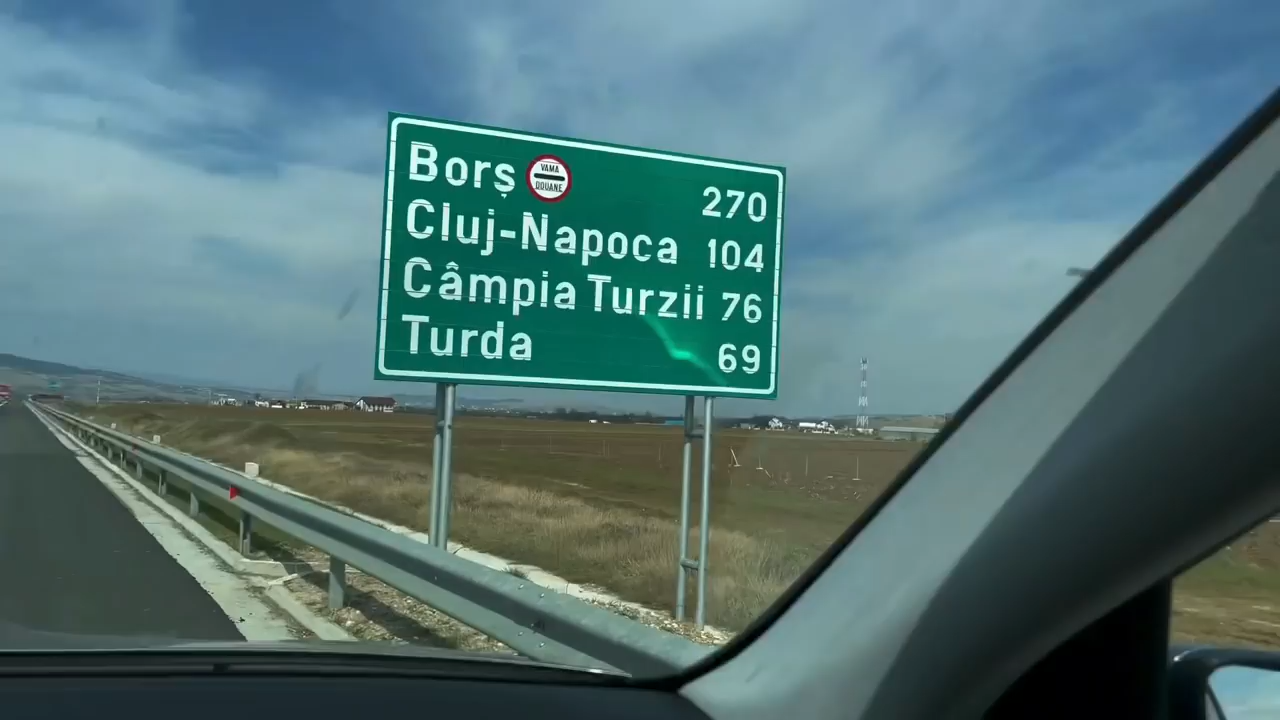 Borș VAMA DOUANE 270
Cluj-Napoca 104
Câmpia Turzii 76
Turda 69